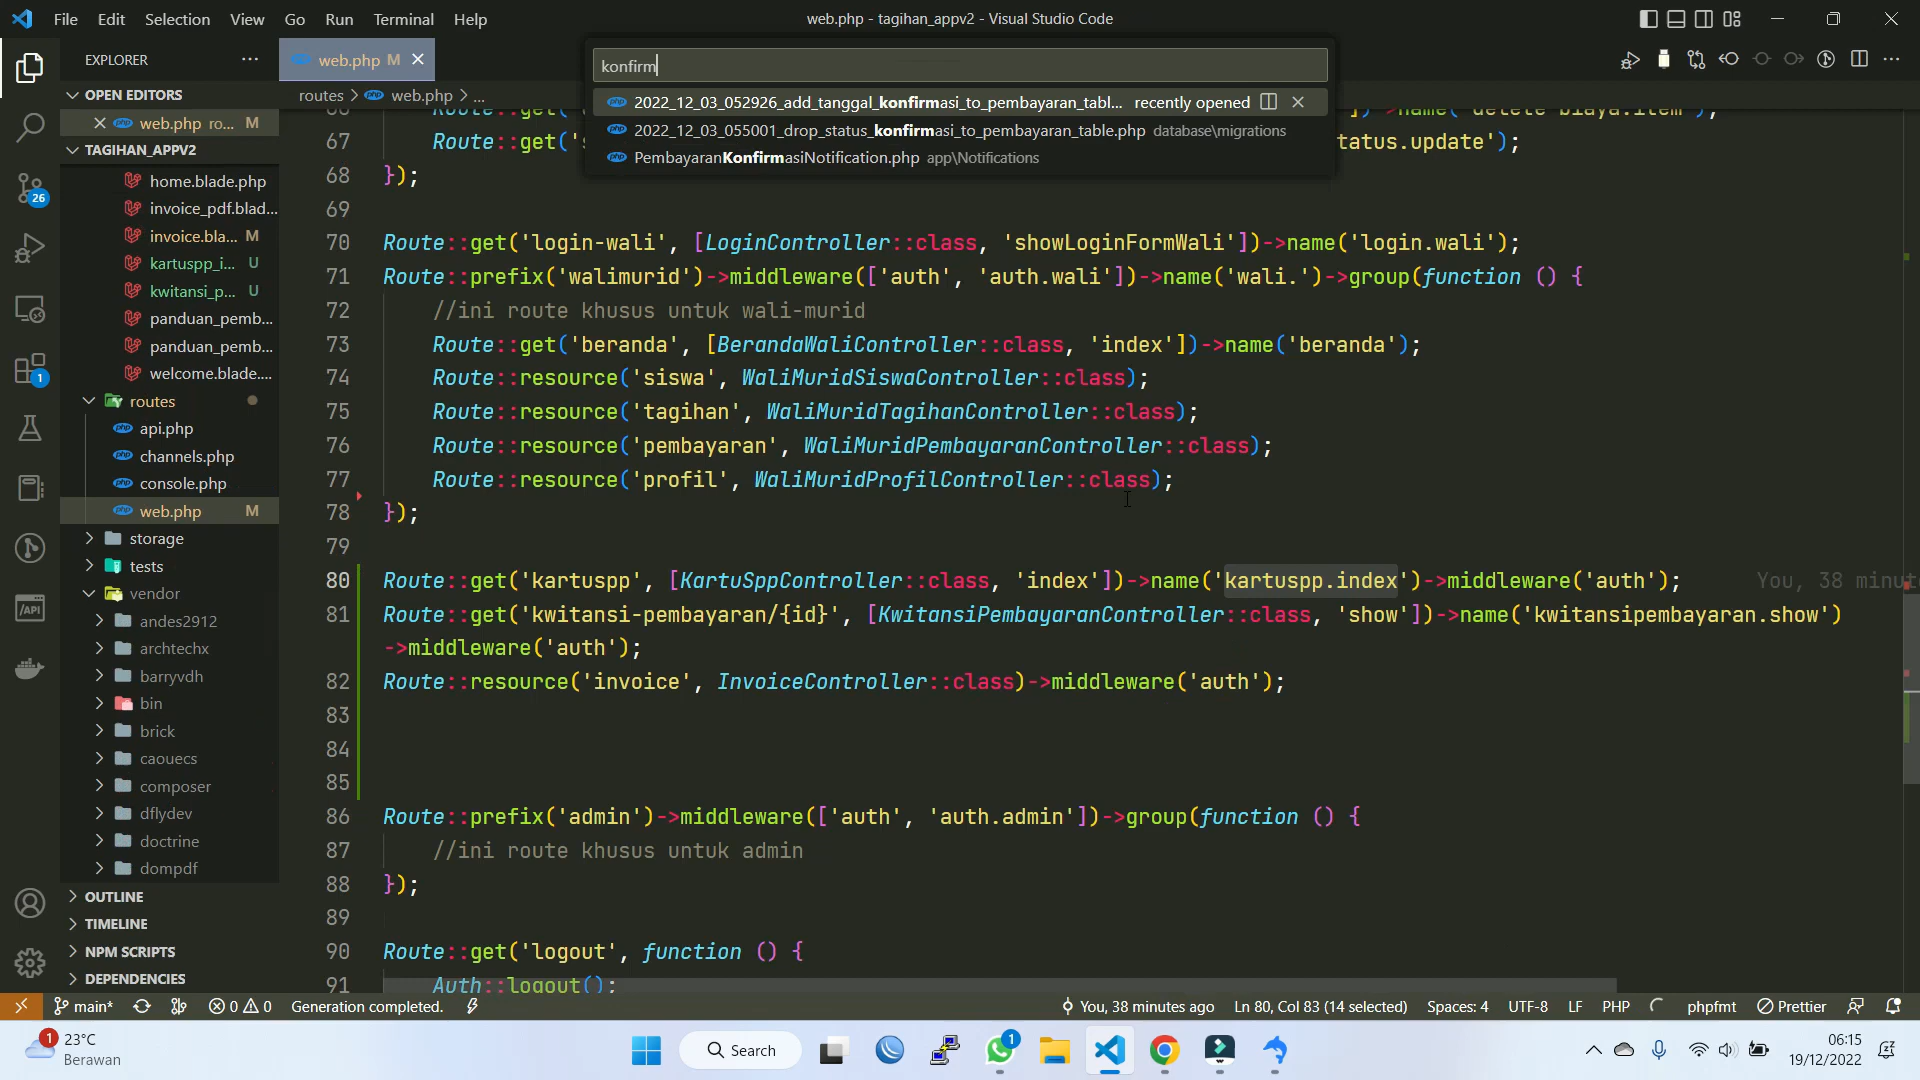 File Edit Selection View Go Run Terminal Help
web.php - tagihan_appv2 - Visual Studio Code
EXPLORER
web.php M
konfirm
OPEN EDITORS
web.php ro... M
TAGIHAN_APPV2
home.blade.php
invoice_pdf.blad...
invoice.bla... M
kartuspp_i... U
kwitansi_p... U
panduan_pemb...
panduan_pemb...
welcome.blade....
routes
api.php
channels.php
console.php
web.php M
storage
tests
vendor
andes2912
archtechx
barryvdh
bin
brick
caouecs
composer
dflydev
doctrine
dompdf
OUTLINE
TIMELINE
NPM SCRIPTS
DEPENDENCIES
26
1
routes > web.php > ...
2022_12_03_052926_add_tanggal_konfirmasi_to_pembayaran_tabl... recently opened
2022_12_03_055001_drop_status_konfirmasi_to_pembayaran_table.php database\migrations
PembayaranKonfirmasiNotification.php app\Notifications
67 Route::get('s tatus.update');
68 });
69
70 Route::get('login-wali', [LoginController::class, 'showLoginFormWali'])->name('login.wali');
71 Route::prefix('walimurid')->middleware(['auth', 'auth.wali'])->name('wali.')->group(function () {
72 //ini route khusus untuk wali-murid
73 Route::get('beranda', [BerandaWaliController::class, 'index'])->name('beranda');
74 Route::resource('siswa', WaliMuridSiswaController::class);
75 Route::resource('tagihan', WaliMuridTagihanController::class);
76 Route::resource('pembayaran', WaliMuridPembayaranController::class);
77 Route::resource('profil', WaliMuridProfilController::class);
78 });
79
80 Route::get('kartuspp', [KartuSppController::class, 'index'])->name('kartuspp.index')->middleware('auth'); You, 38 minut
81 Route::get('kwitansi-pembayaran/{id}', [KwitansiPembayaranController::class, 'show'])->name('kwitansipembayaran.show')
->middleware('auth');
82 Route::resource('invoice', InvoiceController::class)->middleware('auth');
83
84
85
86 Route::prefix('admin')->middleware(['auth', 'auth.admin'])->group(function () {
87 //ini route khusus untuk admin
88 });
89
90 Route::get('logout', function () {
91 Auth::logout();
main* 0 0 Generation completed. You, 38 minutes ago Ln 80, Col 83 (14 selected) Spaces: 4 UTF-8 LF PHP phpfmt Prettier
1 23°C
Berawan
Search
1
06:15
19/12/2022